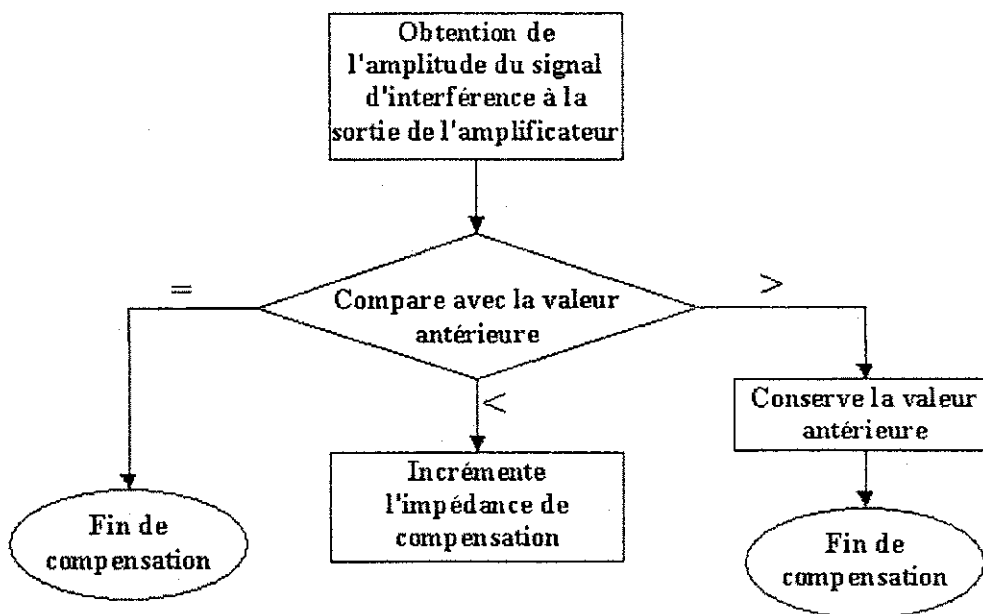 Obtention de
l'amplitude du signal
d'interférence à la
sortie de l'amplificateur
=
>
Compare avec la valeur
antérieure
<
Conserve la valeur
antérieure
Incrémente
l'impédance de
compensation
Fin de
compensation
Fin de
compensation